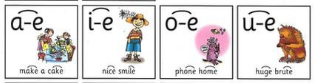 a-e
make a cake
i-e
nice smile
o-e
phone home
u-e
huge brute